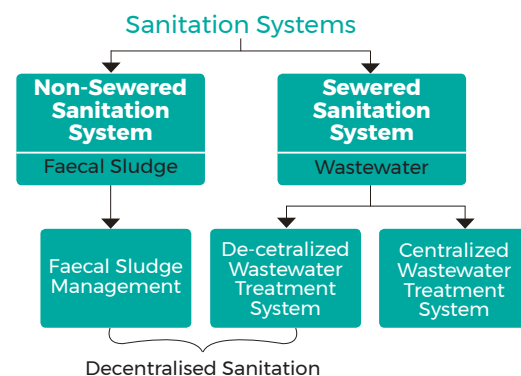 Sanitation Systems
Non-Sewered
Sanitation
System
Faecal Sludge
Sewered
Sanitation
System
Wastewater
Faecal Sludge
Management
De-cetralized
Wastewater
Treatment
System
Centralized
Wastewater
Treatment
System
Decentralised Sanitation